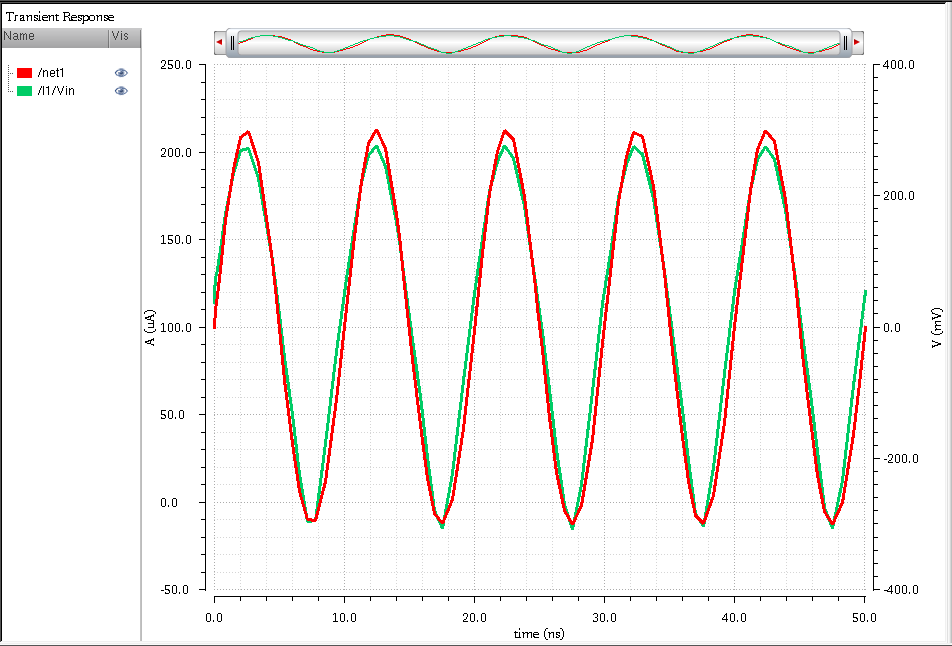 Transient Response
Name Vis
/net1
/I1/Vin
250.0
200.0
150.0
100.0
50.0
0.0
-50.0
A (uA)
400.0
200.0
0.0
-200.0
-400.0
V (mV)
0.0 10.0 20.0 30.0 40.0 50.0
time (ns)